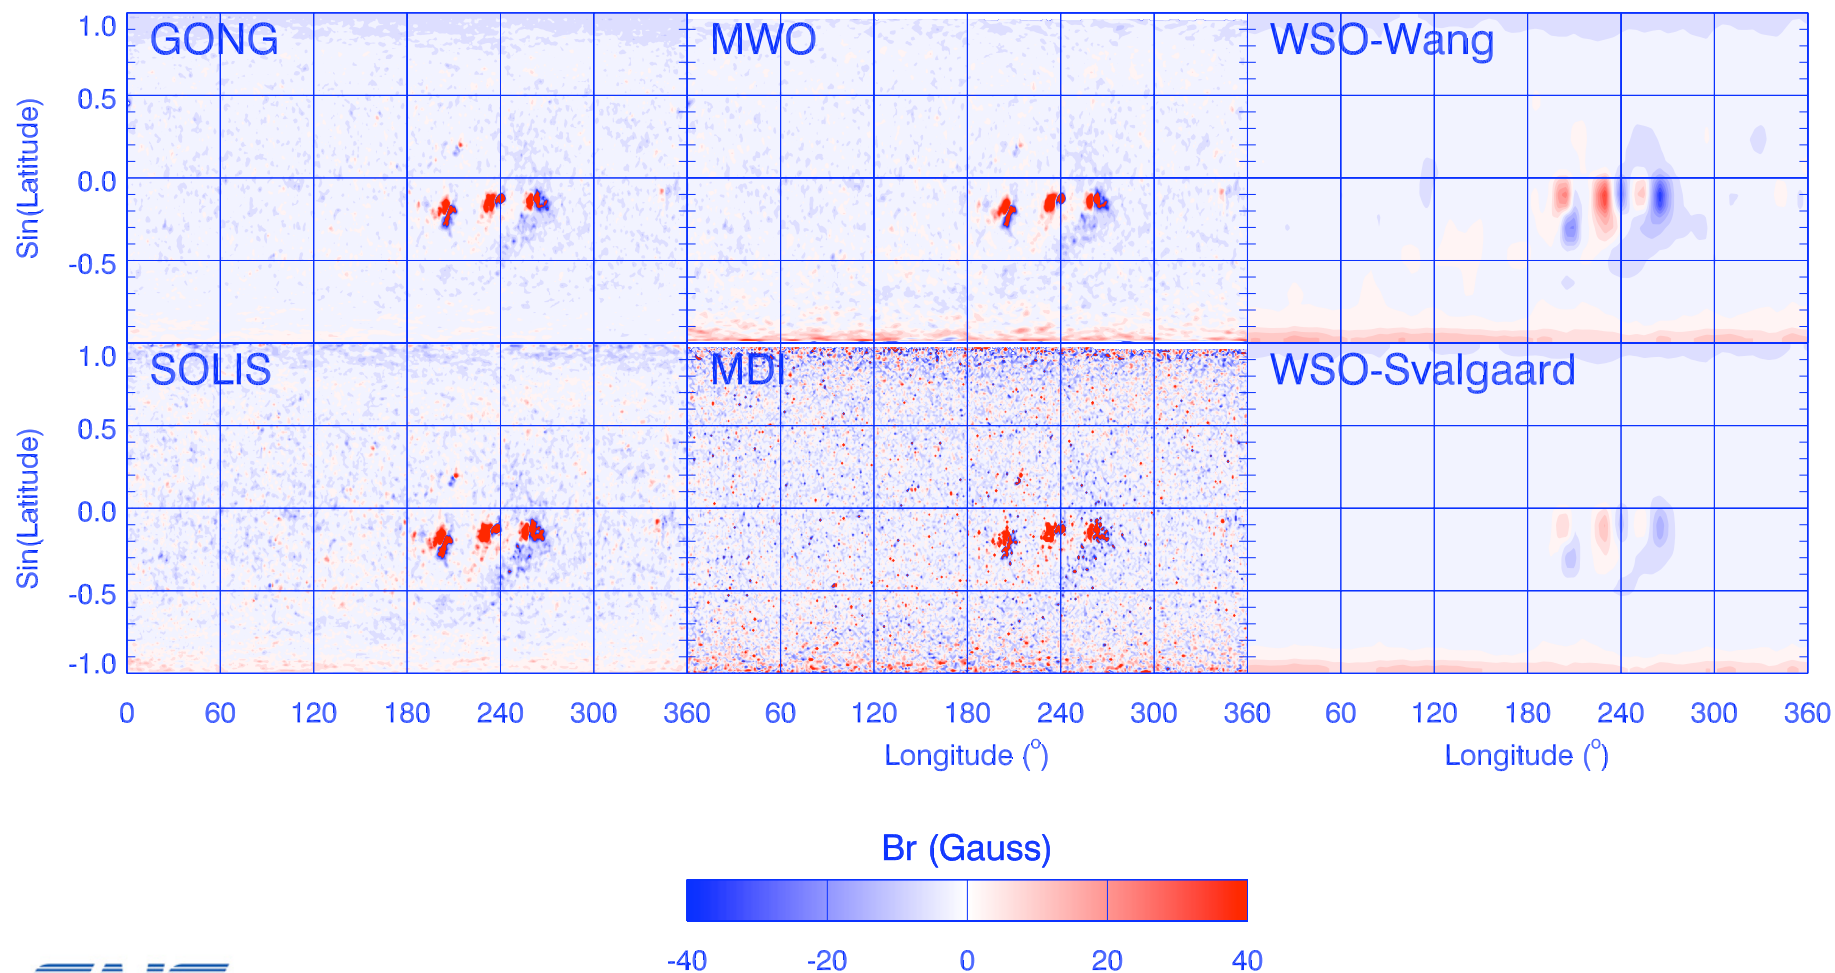 GONG
MWO
WSO-Wang
1.0
0.5
0.0
-0.5
Sin(Latitude)
SOLIS
MDI
WSO-Svalgaard
1.0
0.5
0.0
-0.5
-1.0
Sin(Latitude)
0 60 120 180 240 300 360 60 120 180 240 300 360 60 120 180 240 300 360
Longitude (°)
Longitude (°)
Br (Gauss)
-40 -20 0 20 40